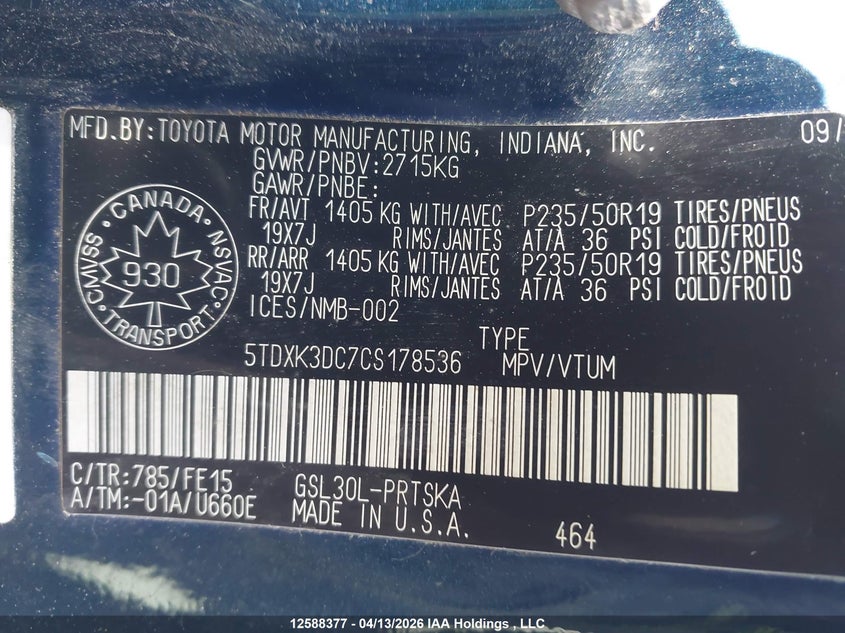 MFD.BY:TOYOTA MOTOR MANUFACTURING, INDIANA, INC. 09/
GVWR/PNBV:2715KG
GAWR/PNBE:
FR/AVT 1405 KG WITH/AVEC P235/50R19 TIRES/PNEUS
19X7J RIMS/JANTES AT/À 36 PSI COLD/FROID
RR/ARR 1405 KG WITH/AVEC P235/50R19 TIRES/PNEUS
19X7J RIMS/JANTES AT/À 36 PSI COLD/FROID
ICES/NMB-002
CANADA
CMVSS 930 NSVAC
TRANSPORT
TYPE
5TDXK3DC7CS178536 MPV/VTUM
C/TR:785/FE15 GSL30L-PRTSKA
A/TM:-01A/U660E MADE IN U.S.A. 464
12588377 - 04/13/2026 IAA Holdings , LLC